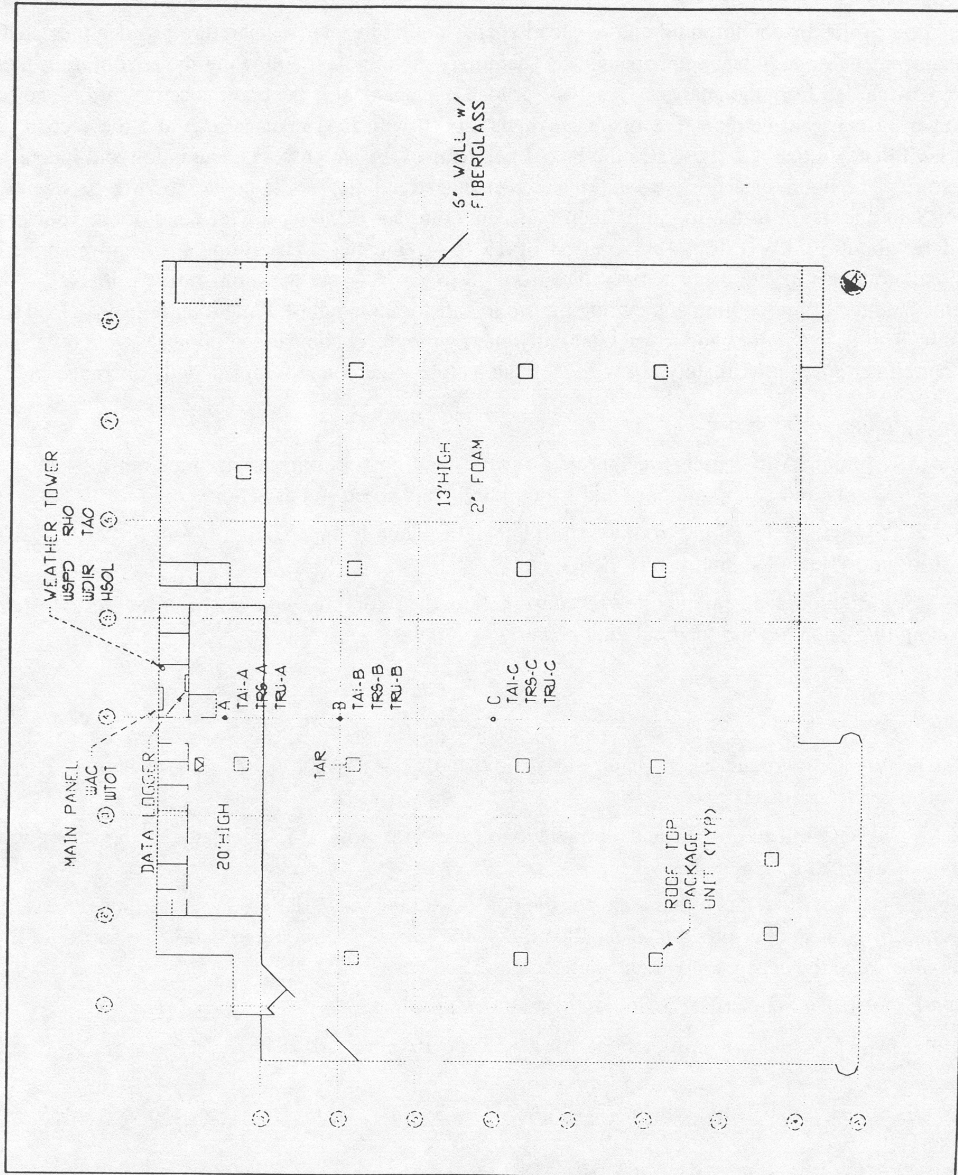 WEATHER TOWER
WSPD RHO
WDIR TAO
HSOL
MAIN PANEL
WAC
WTOT
DATA LOGGER
20'HIGH
A
TAI-A
TRS-A
TRU-A
TAR
B
TAI-B
TRS-B
TRU-B
C
TAI-C
TRS-C
TRU-C
13'HIGH
2" FOAM
6" WALL w/
FIBERGLASS
ROOF TOP
PACKAGE
UNIT (TYP)